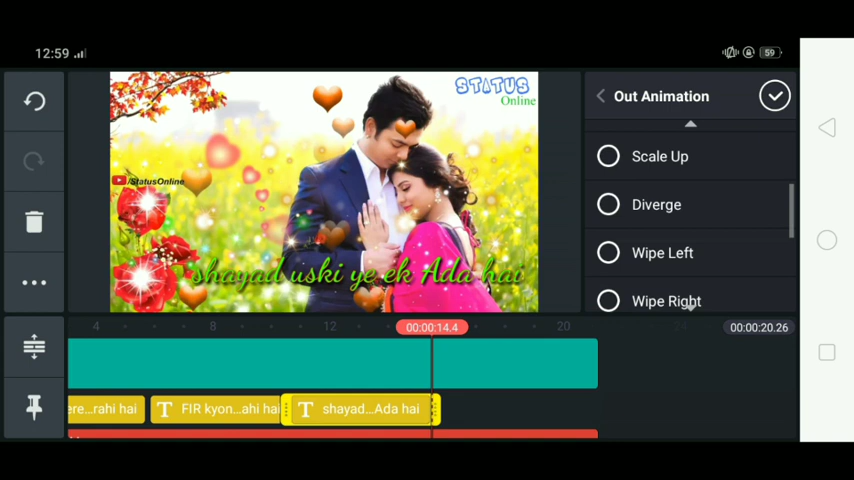 12:59
59
STATUS
Online
/StatusOnline
shayad uski ye ek Ada hai
Out Animation
Scale Up
Diverge
Wipe Left
Wipe Right
4
8
12
00:00:14.4
20
24
00:00:20.26
ere...rahi hai
T FIR kyon...ahi hai
T shayad...Ada hai